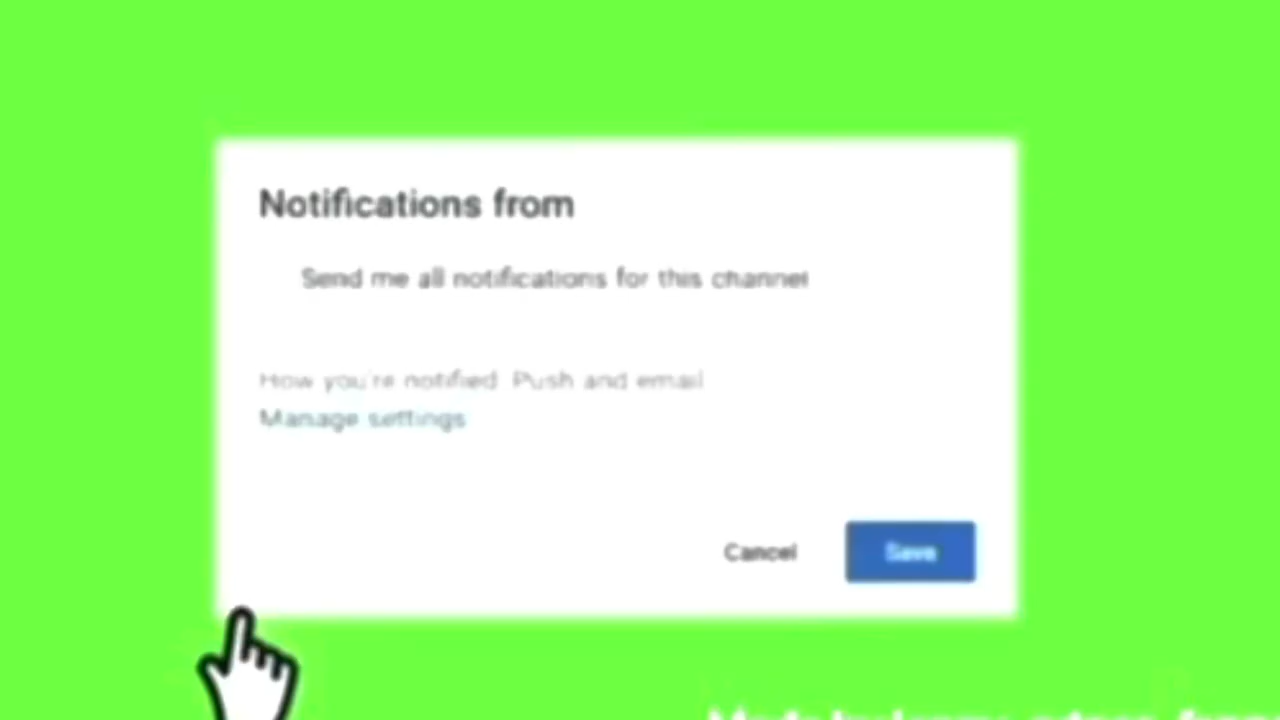 Notifications from
Send me all notifications for this channel
How you're notified: Push and email
Manage settings
Cancel
Save